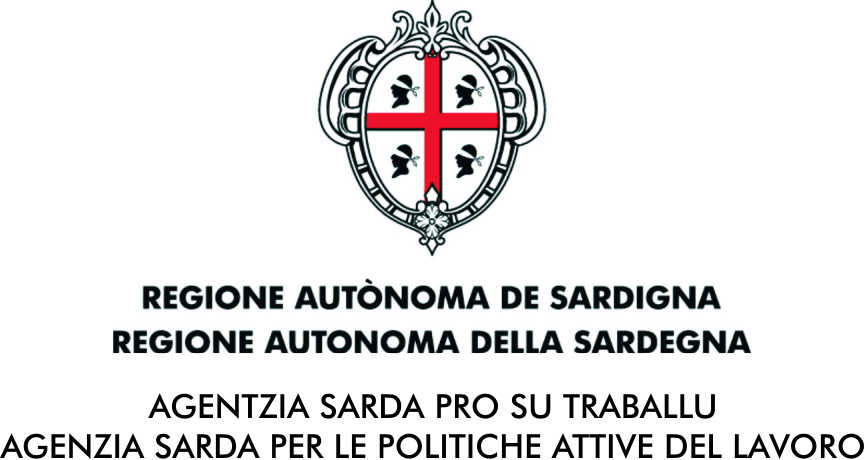 REGIONE AUTÒNOMA DE SARDIGNA
REGIONE AUTONOMA DELLA SARDEGNA
AGENTZIA SARDA PRO SU TRABALLU
AGENZIA SARDA PER LE POLITICHE ATTIVE DEL LAVORO